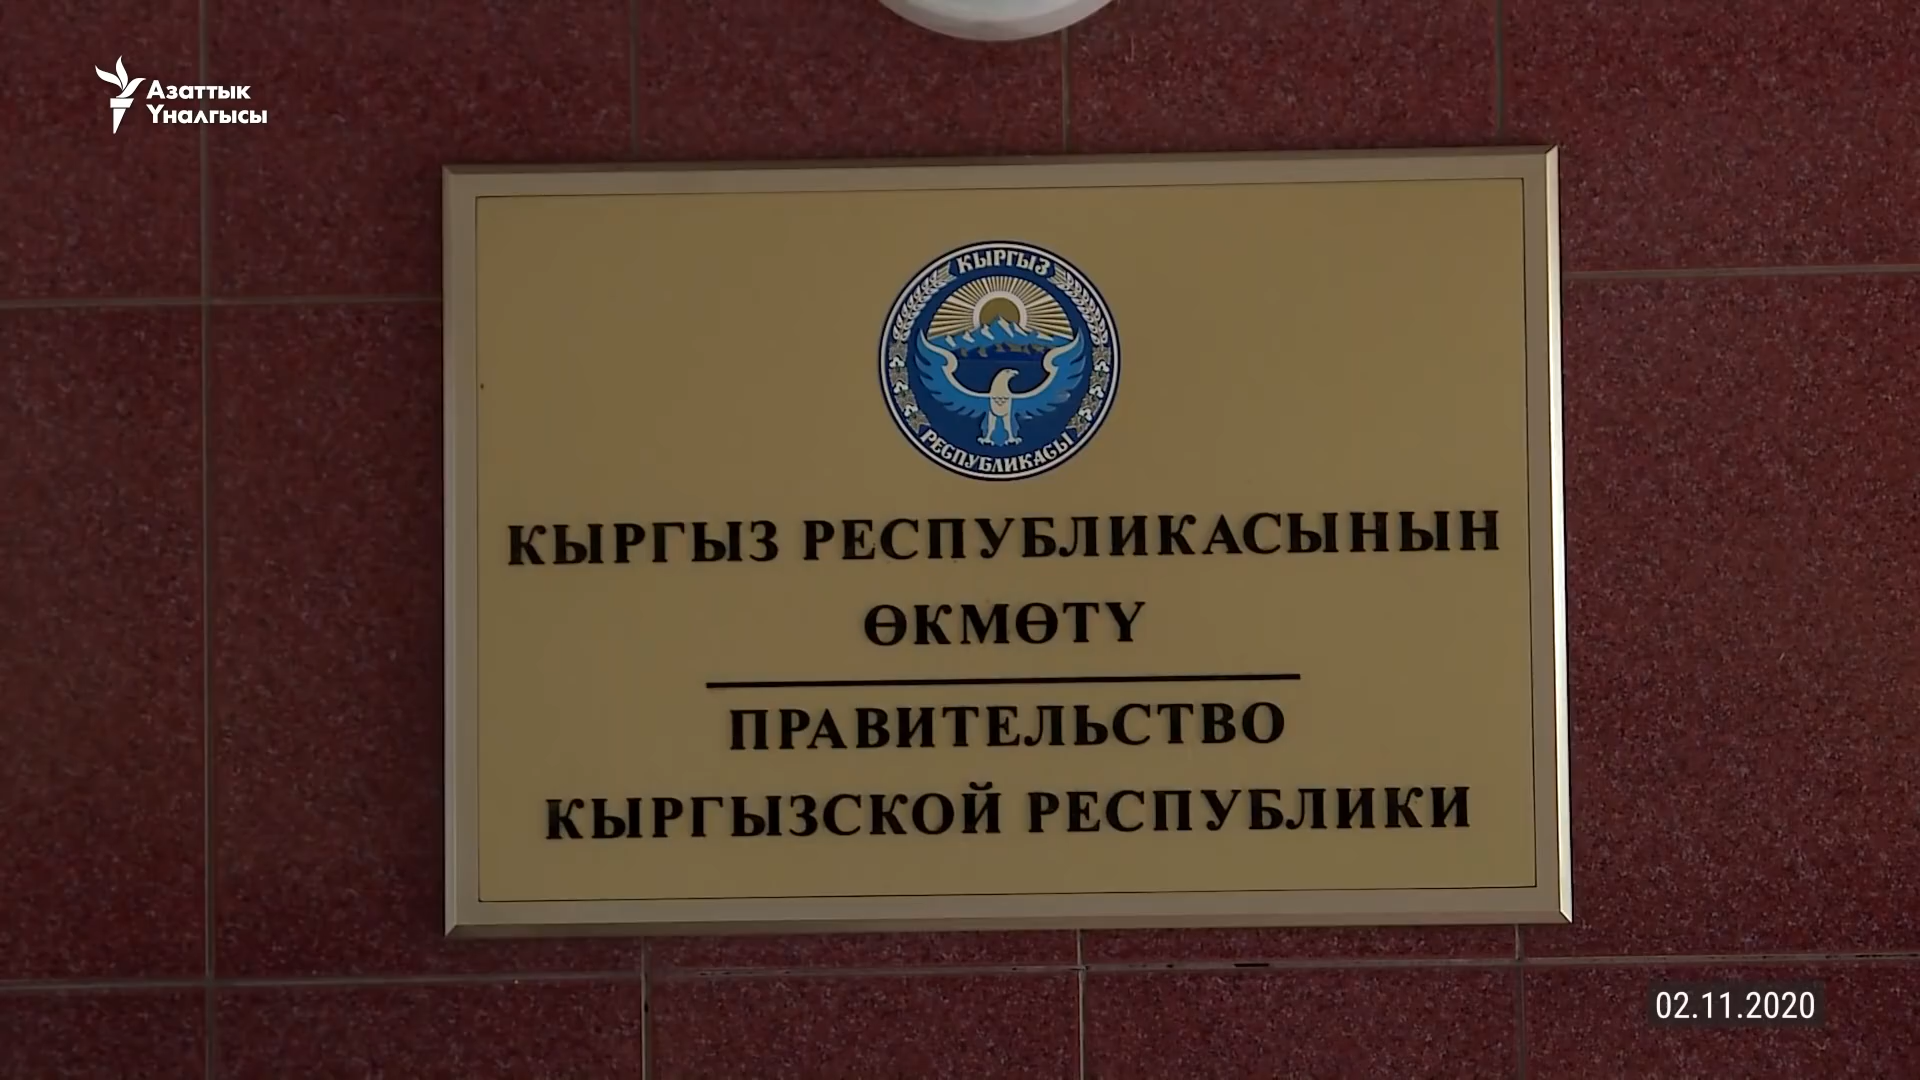 Азаттык
Үналгысы
КЫРГЫЗ
РЕСПУБЛИКАСЫ
КЫРГЫЗ РЕСПУБЛИКАСЫНЫН
ӨКМӨТҮ
ПРАВИТЕЛЬСТВО
КЫРГЫЗСКОЙ РЕСПУБЛИКИ
02.11.2020